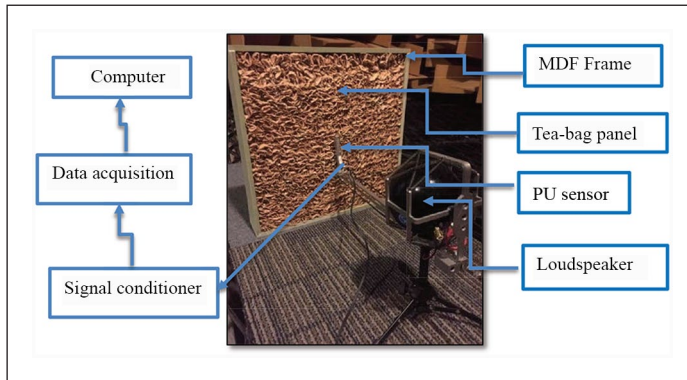 Computer
Data acquisition
Signal conditioner
MDF Frame
Tea-bag panel
PU sensor
Loudspeaker